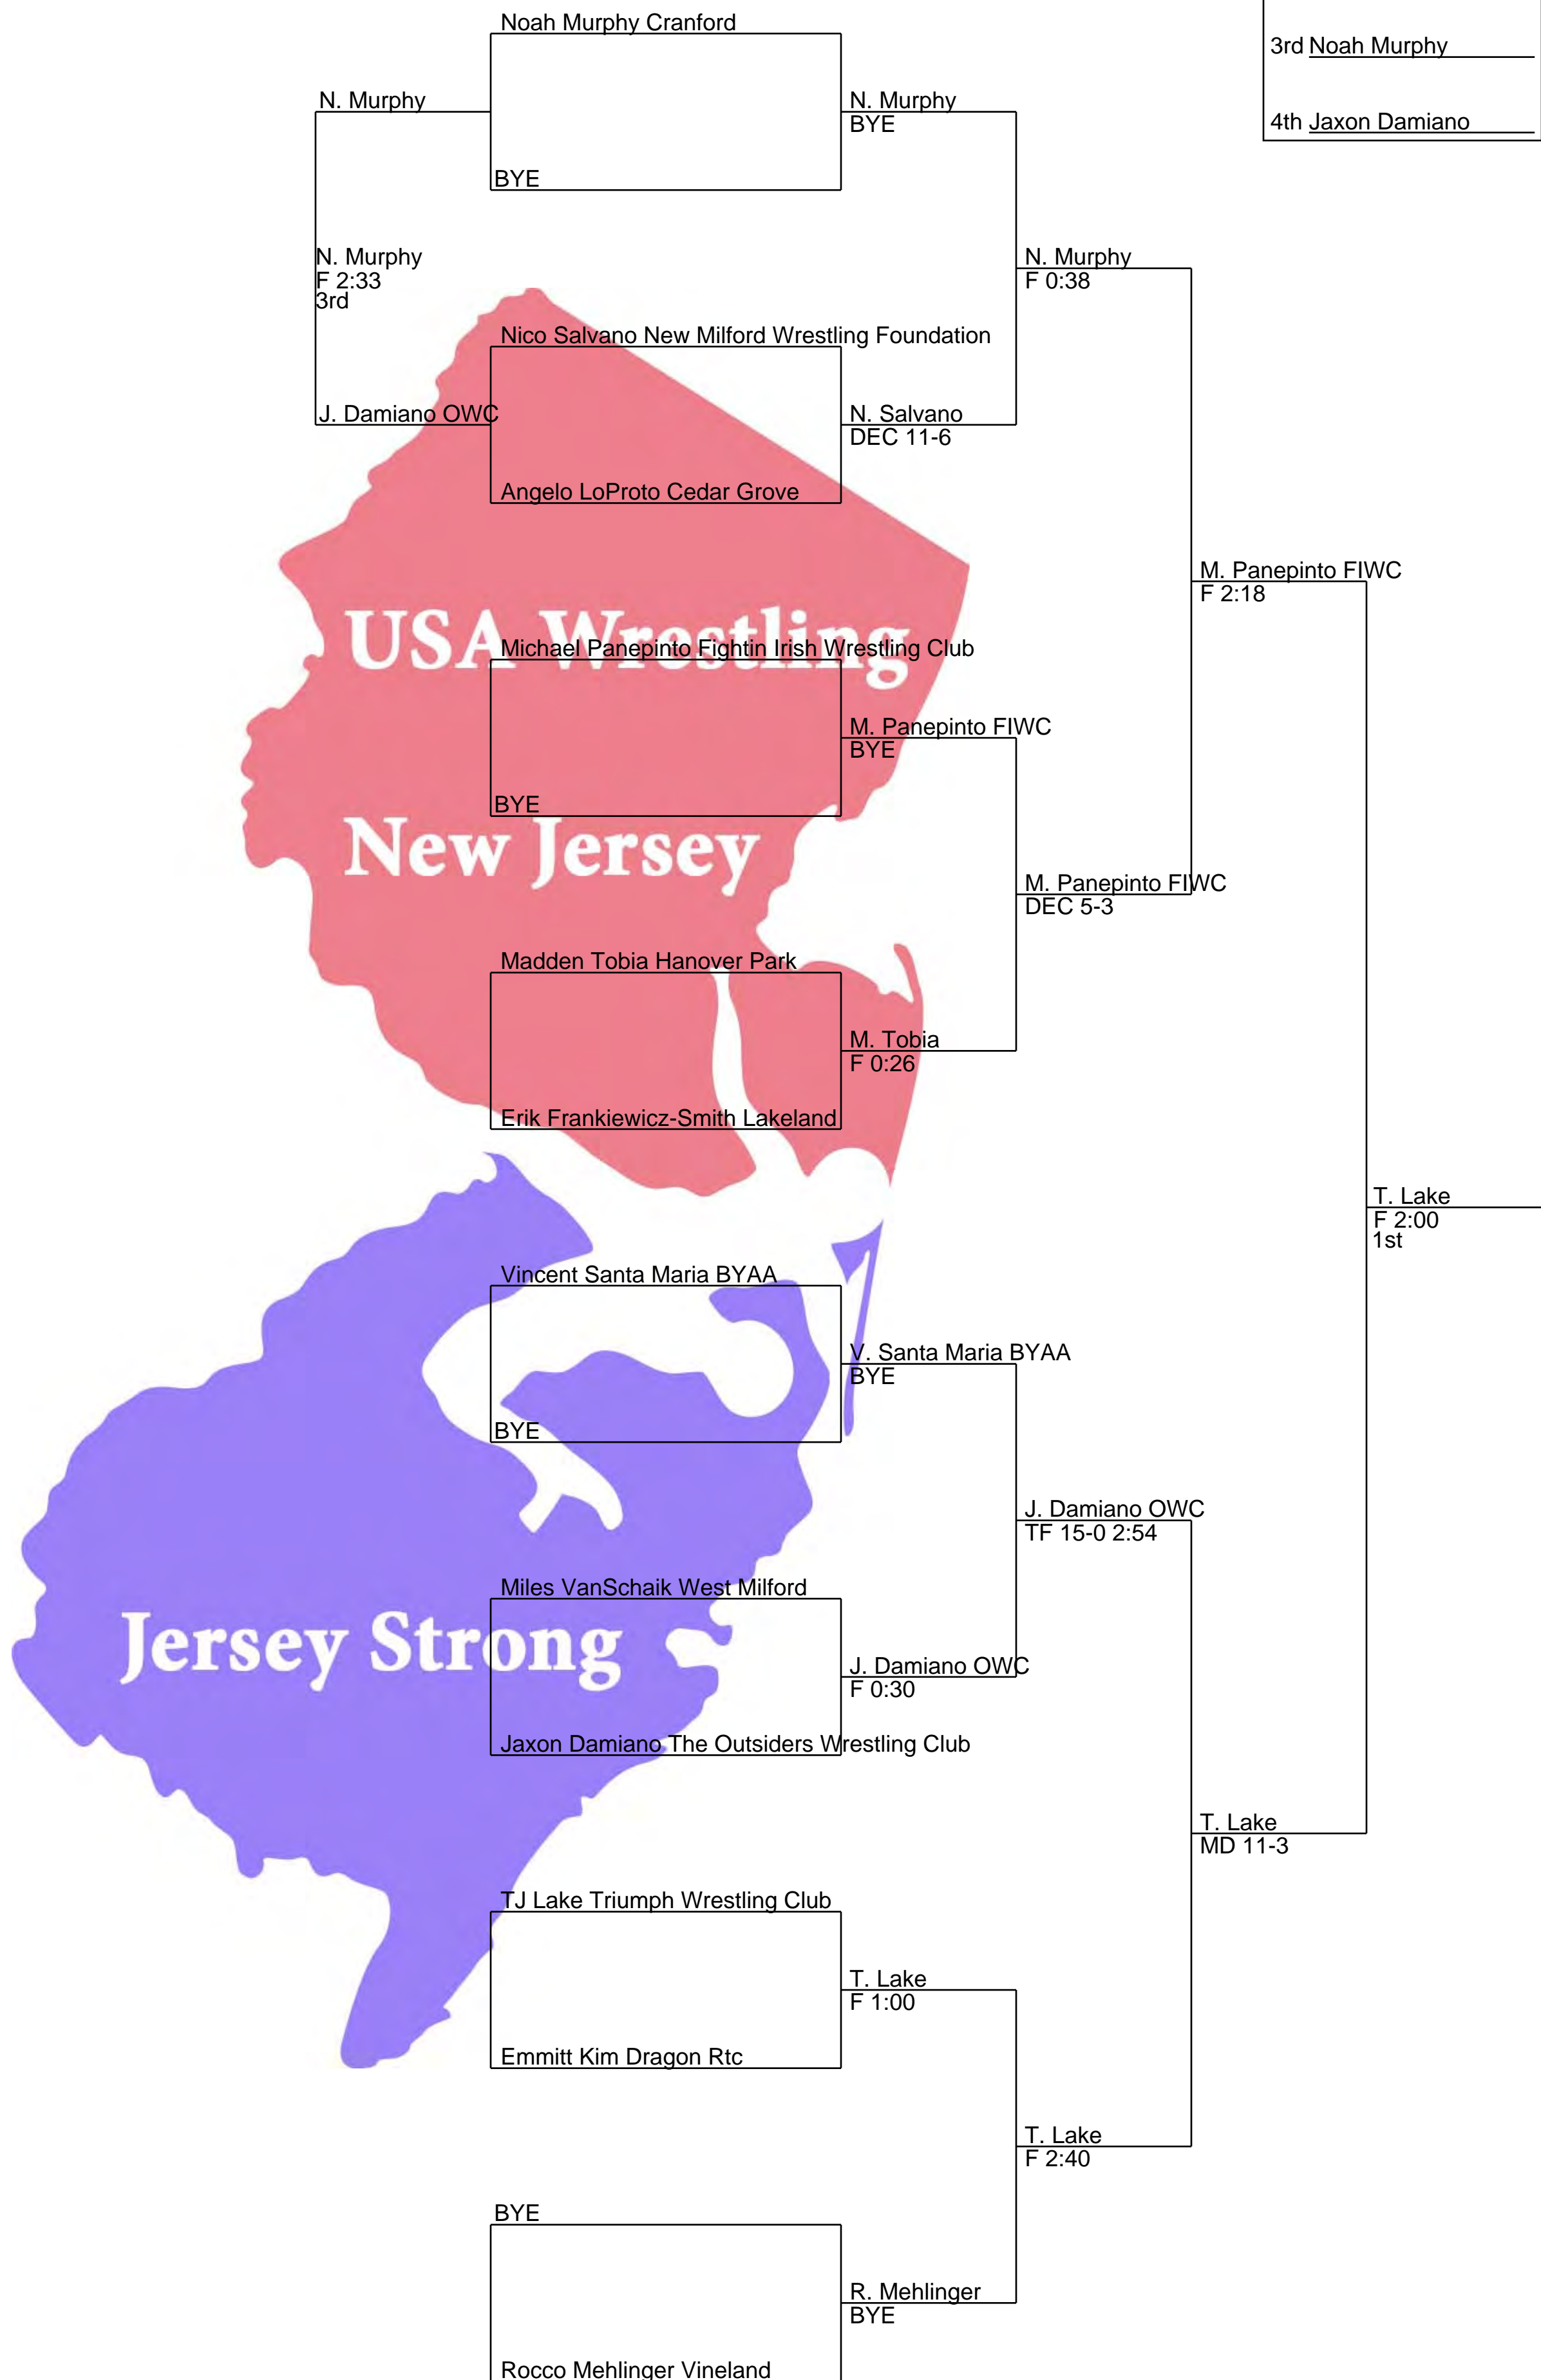 Noah Murphy Cranford
3rd Noah Murphy
N. Murphy
N. Murphy
BYE
4th Jaxon Damiano
BYE
N. Murphy
F 2:33
3rd
N. Murphy
F 0:38
Nico Salvano New Milford Wrestling Foundation
J. Damiano OWC
N. Salvano
DEC 11-6
Angelo LoProto Cedar Grove
M. Panepinto FIWC
F 2:18
USA Wrestling
Michael Panepinto Fightin Irish Wrestling Club
M. Panepinto FIWC
BYE
BYE
New Jersey
M. Panepinto FIWC
DEC 5-3
Madden Tobia Hanover Park
M. Tobia
F 0:26
Erik Frankiewicz-Smith Lakeland
T. Lake
F 2:00
1st
Vincent Santa Maria BYAA
V. Santa Maria BYAA
BYE
BYE
J. Damiano OWC
TF 15-0 2:54
Miles VanSchaik West Milford
Jersey Strong
J. Damiano OWC
F 0:30
Jaxon Damiano The Outsiders Wrestling Club
T. Lake
MD 11-3
TJ Lake Triumph Wrestling Club
T. Lake
F 1:00
Emmitt Kim Dragon Rtc
T. Lake
F 2:40
BYE
R. Mehlinger
BYE
Rocco Mehlinger Vineland